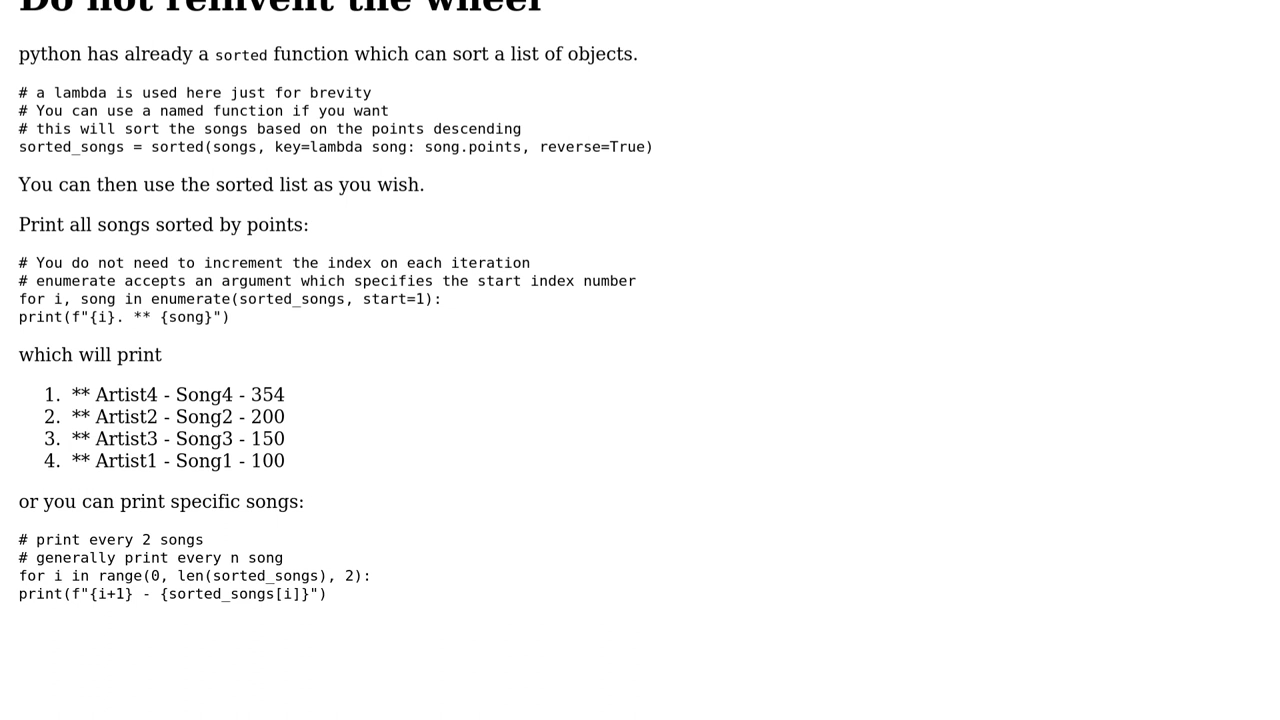 Do not reinvent the wheel
python has already a sorted function which can sort a list of objects.
# a lambda is used here just for brevity
# You can use a named function if you want
# this will sort the songs based on the points descending
sorted_songs = sorted(songs, key=lambda song: song.points, reverse=True)
You can then use the sorted list as you wish.
Print all songs sorted by points:
# You do not need to increment the index on each iteration
# enumerate accepts an argument which specifies the start index number
for i, song in enumerate(sorted_songs, start=1):
print(f"{i}. ** {song}")
which will print
1. ** Artist4 - Song4 - 354
2. ** Artist2 - Song2 - 200
3. ** Artist3 - Song3 - 150
4. ** Artist1 - Song1 - 100
or you can print specific songs:
# print every 2 songs
# generally print every n song
for i in range(0, len(sorted_songs), 2):
print(f"{i+1} - {sorted_songs[i]}")